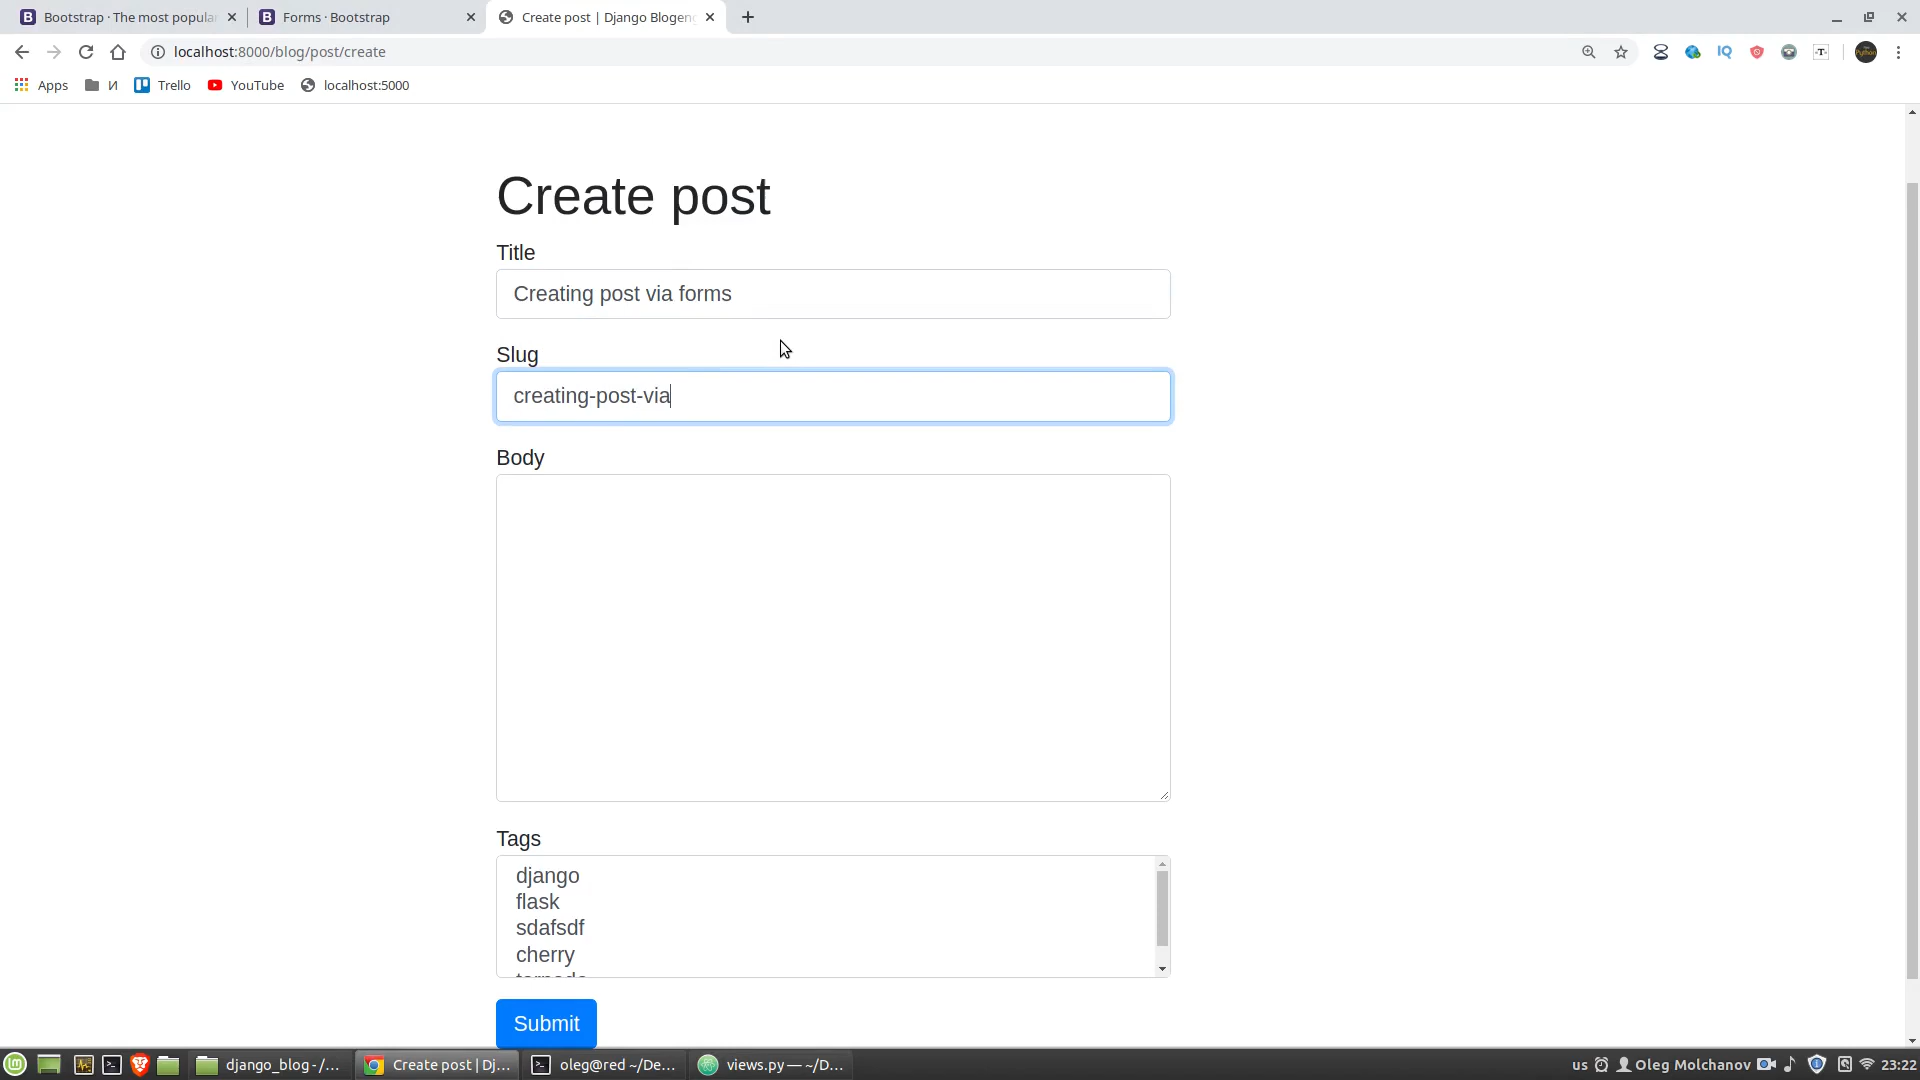 Bootstrap · The most popula
Forms · Bootstrap
Create post | Django Blogen
localhost:8000/blog/post/create
Apps
И
Trello
YouTube
localhost:5000
Create post
Title
Creating post via forms
Slug
creating-post-via
Body
Tags
django
flask
sdafsdf
cherry
Submit
django_blog - /...
Create post | Dj...
oleg@red ~/De...
views.py — ~/D...
us
Oleg Molchanov
23:22